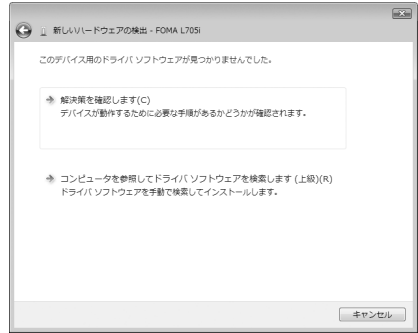 新しいハードウェアの検出 - FOMA L705i
このデバイス用のドライバ ソフトウェアが見つかりませんでした。
解決策を確認します(C)
デバイスが動作するために必要な手順があるかどうかが確認されます。
コンピュータを参照してドライバ ソフトウェアを検索します (上級)(R)
ドライバ ソフトウェアを手動で検索してインストールします。
キャンセル